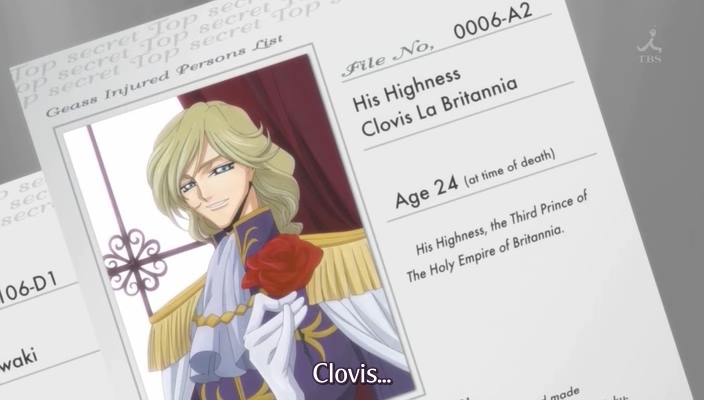 Top secret Top secret Top
Top secret Top secret
Top secret Top secret
Geass Injured Persons List
File No. 0006-A2
His Highness
Clovis La Britannia
Age 24 (at time of death)
His Highness, the Third Prince of
The Holy Empire of Britannia.
made
106-D1
waki
TBS
Clovis...